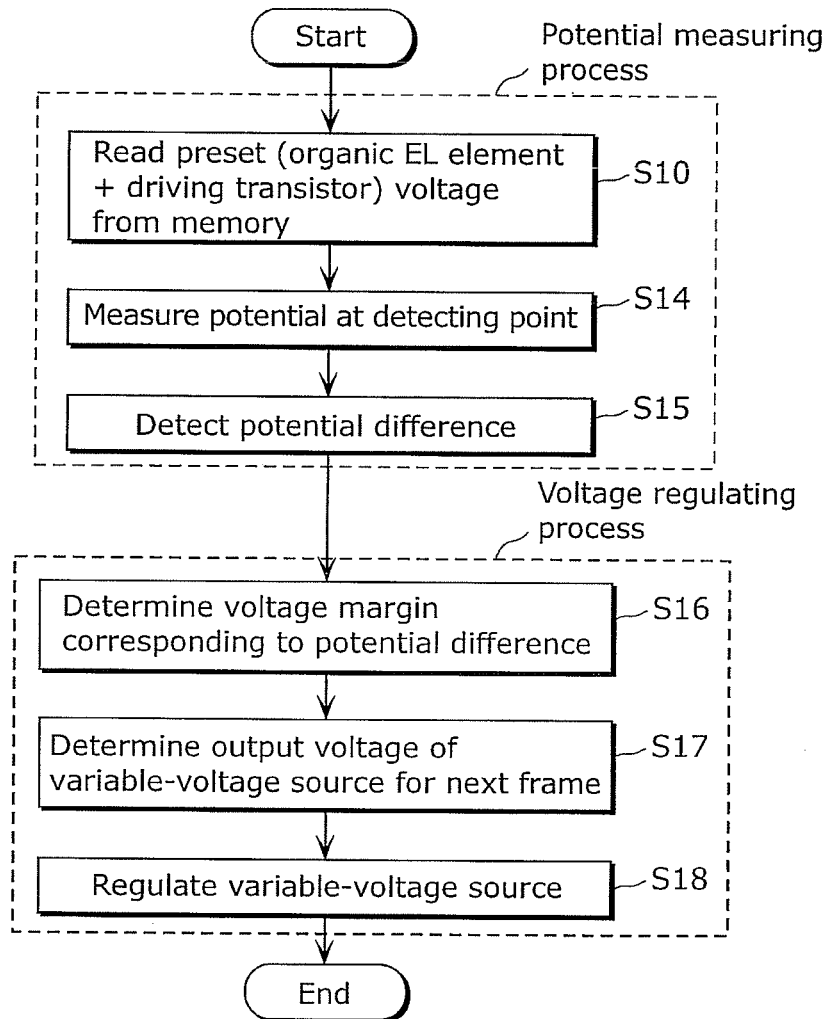 Start
Potential measuring
process
Read preset (organic EL element
+ driving transistor) voltage
from memory
S10
Measure potential at detecting point
S14
Detect potential difference
S15
Voltage regulating
process
Determine voltage margin
corresponding to potential difference
S16
Determine output voltage of
variable-voltage source for next frame
S17
Regulate variable-voltage source
S18
End